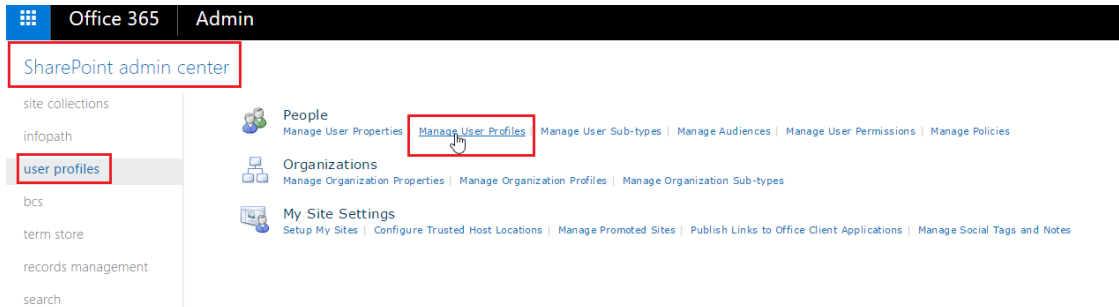 Office 365 | Admin
SharePoint admin center
site collections
infopath
user profiles
bcs
term store
records management
search
People
Manage User Properties | Manage User Profiles | Manage User Sub-types | Manage Audiences | Manage User Permissions | Manage Policies
Organizations
Manage Organization Properties | Manage Organization Profiles | Manage Organization Sub-types
My Site Settings
Setup My Sites | Configure Trusted Host Locations | Manage Promoted Sites | Publish Links to Office Client Applications | Manage Social Tags and Notes